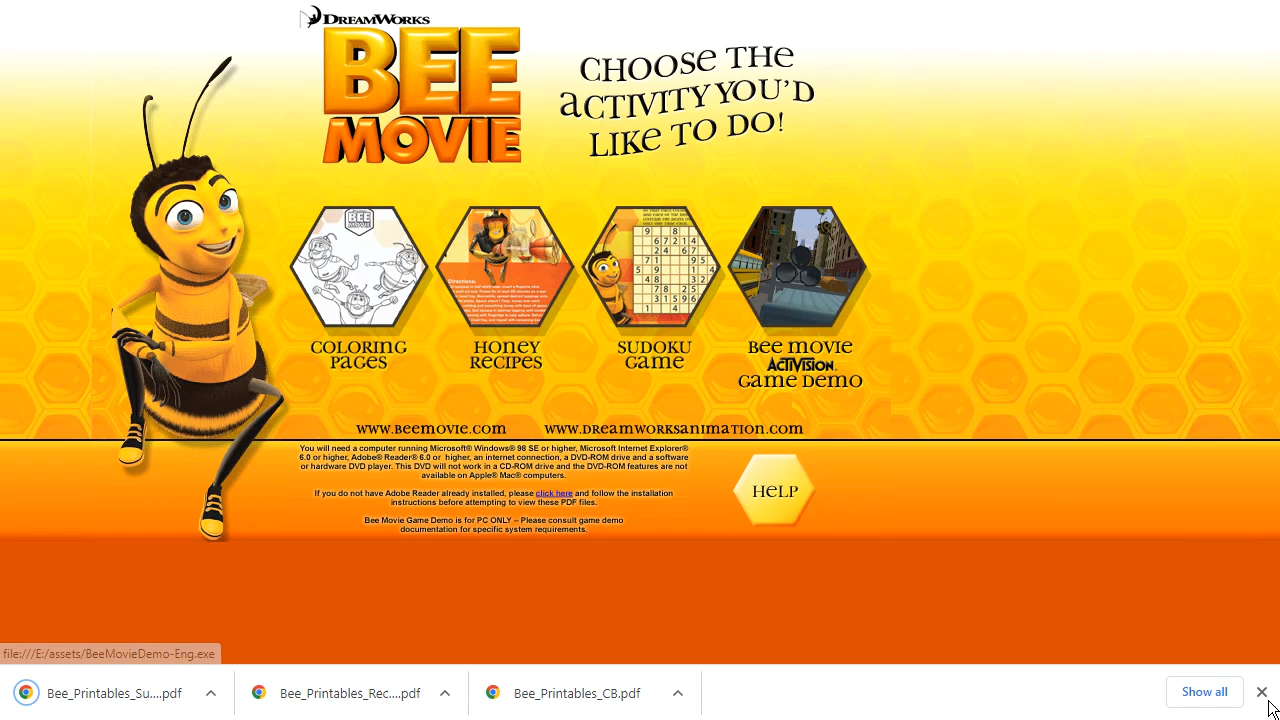 DreamWorks
BEE
MOVIE
CHOOSE THE
ACTIVITY YOU'D
LIKE TO DO!
COLORING
PAGES
HONEY
RECIPES
SUDOKU
GAME
BEE MOVIE
ACTIVISION
GAME DEMO
www.beemovie.com
www.dreamworksanimation.com
You will need a computer running Microsoft® Windows® 98 SE or higher, Microsoft Internet Explorer®
6.0 or higher, Adobe® Reader® 6.0 or higher, an internet connection, a DVD-ROM drive and a software
or hardware DVD player. This DVD will not work in a CD-ROM drive and the DVD-ROM features are not
available on Apple® Mac® computers.
If you do not have Adobe Reader already installed, please click here and follow the installation
instructions before attempting to view these PDF files.
Bee Movie Game Demo is for PC ONLY – Please consult game demo
documentation for specific system requirements.
HELP
file:///E:/assets/BeeMovieDemo-Eng.exe
Bee_Printables_Su....pdf
Bee_Printables_Rec....pdf
Bee_Printables_CB.pdf
Show all